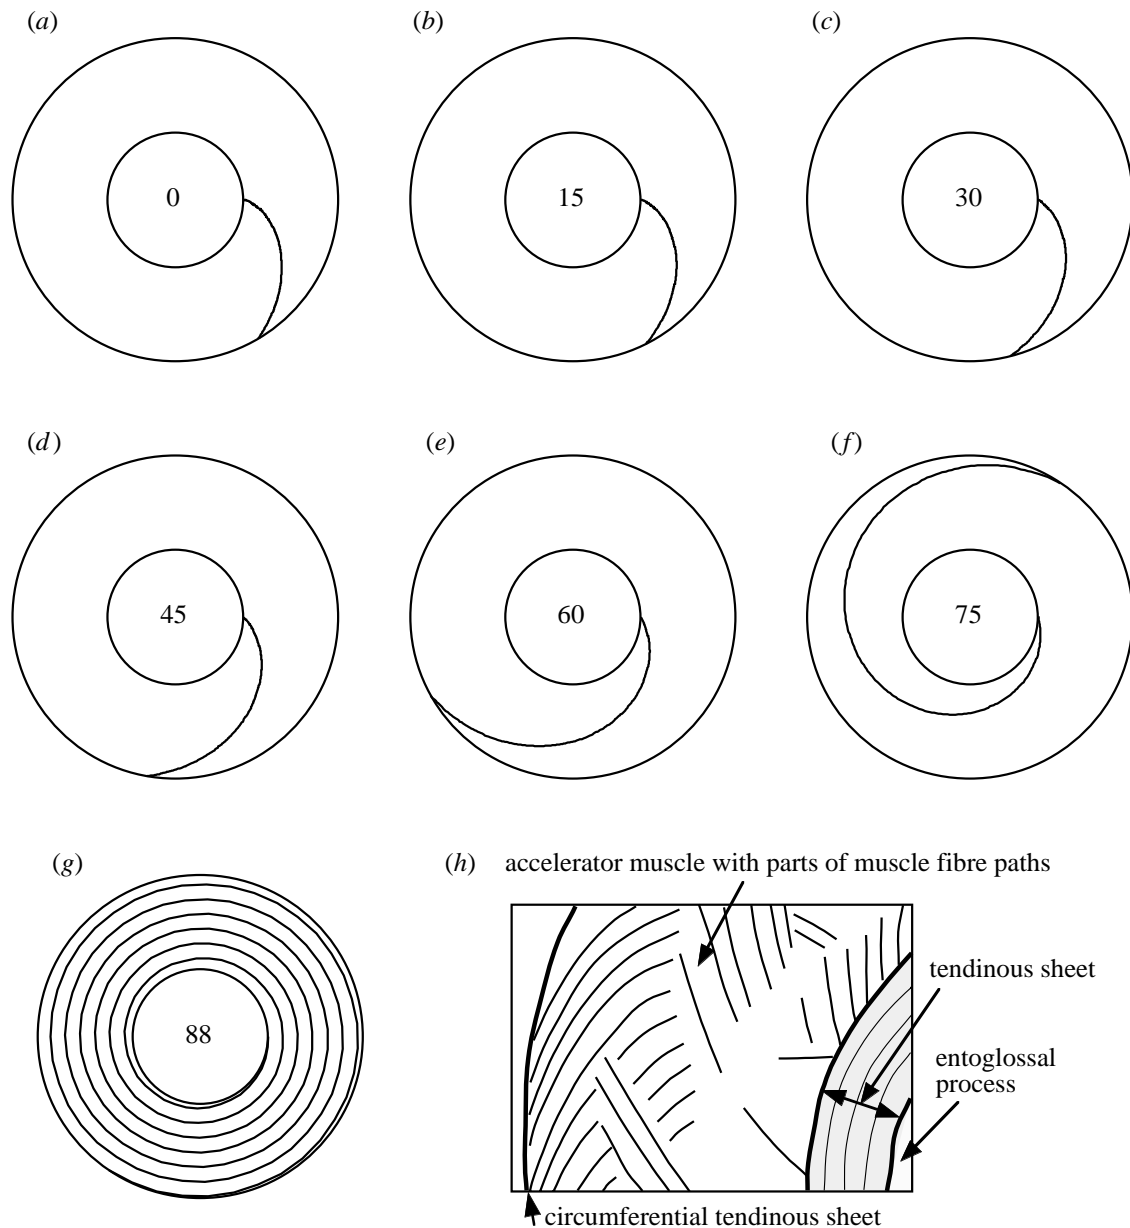 (a)
(b)
(c)
0
15
30
(d)
(e)
(f)
45
60
75
(g)
(h)
accelerator muscle with parts of muscle fibre paths
88
tendinous sheet
entoglossal
process
circumferential tendinous sheet